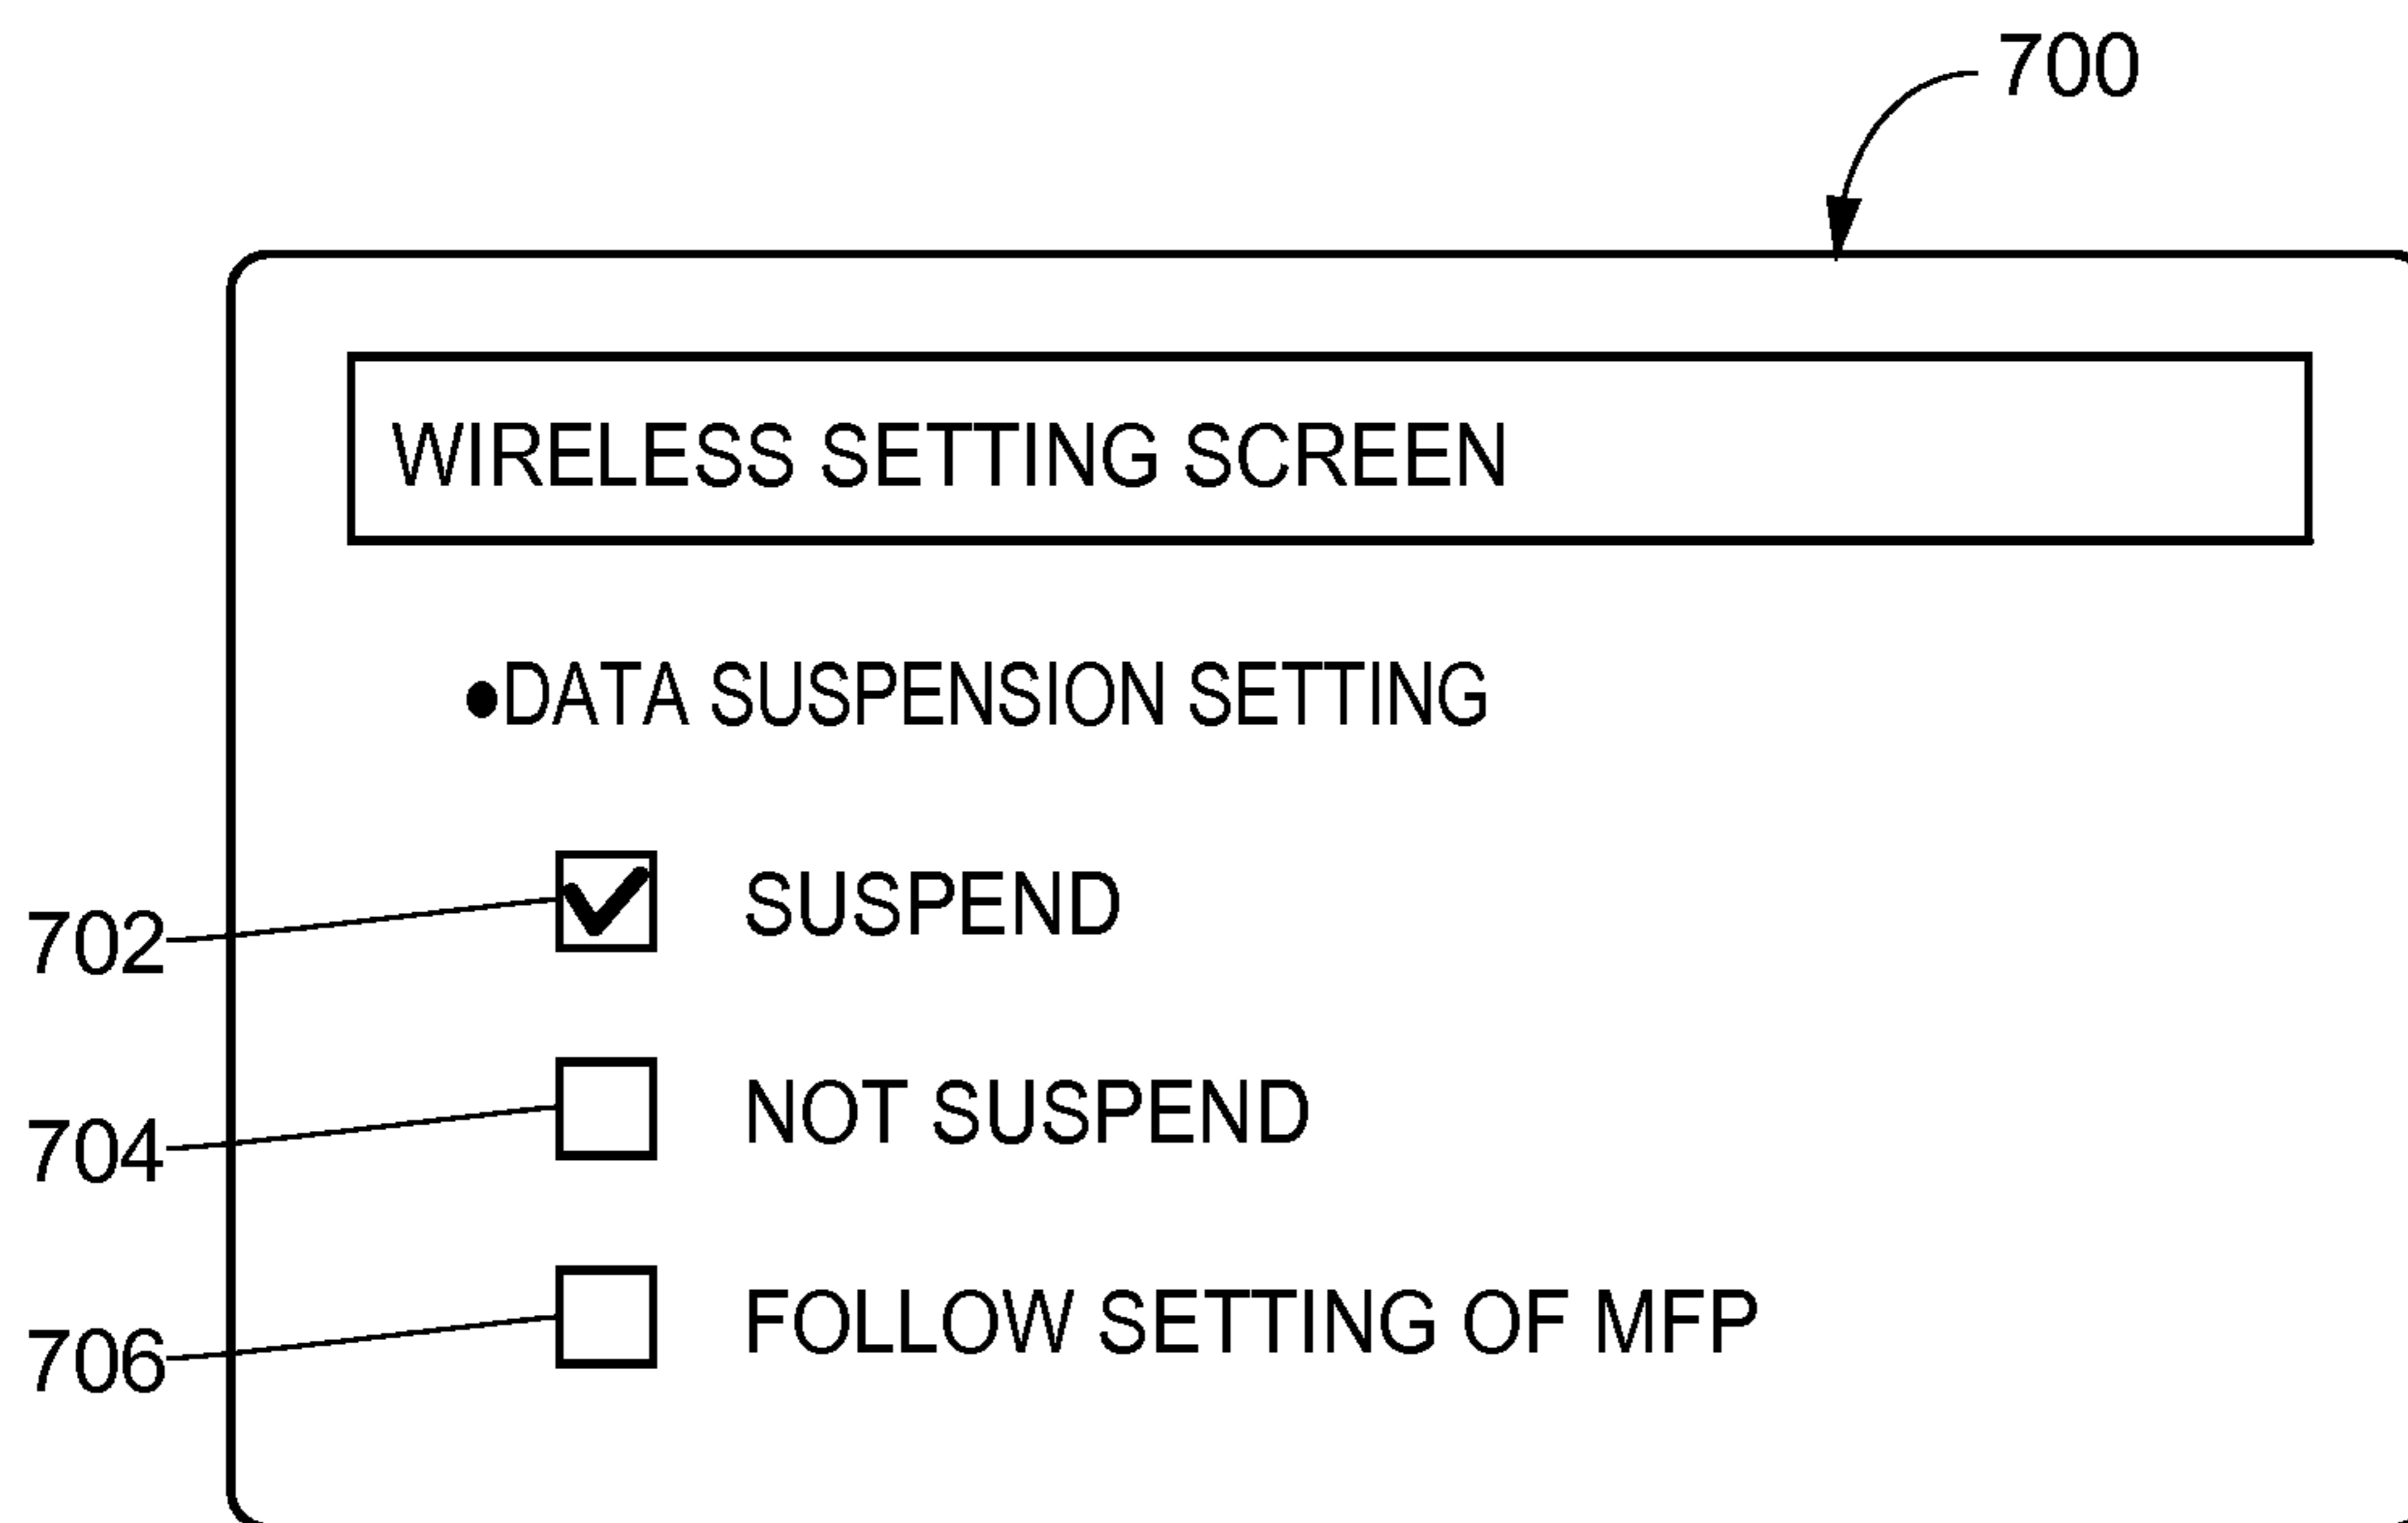 700
WIRELESS SETTING SCREEN
•DATA SUSPENSION SETTING
702 SUSPEND
704 NOT SUSPEND
706 FOLLOW SETTING OF MFP